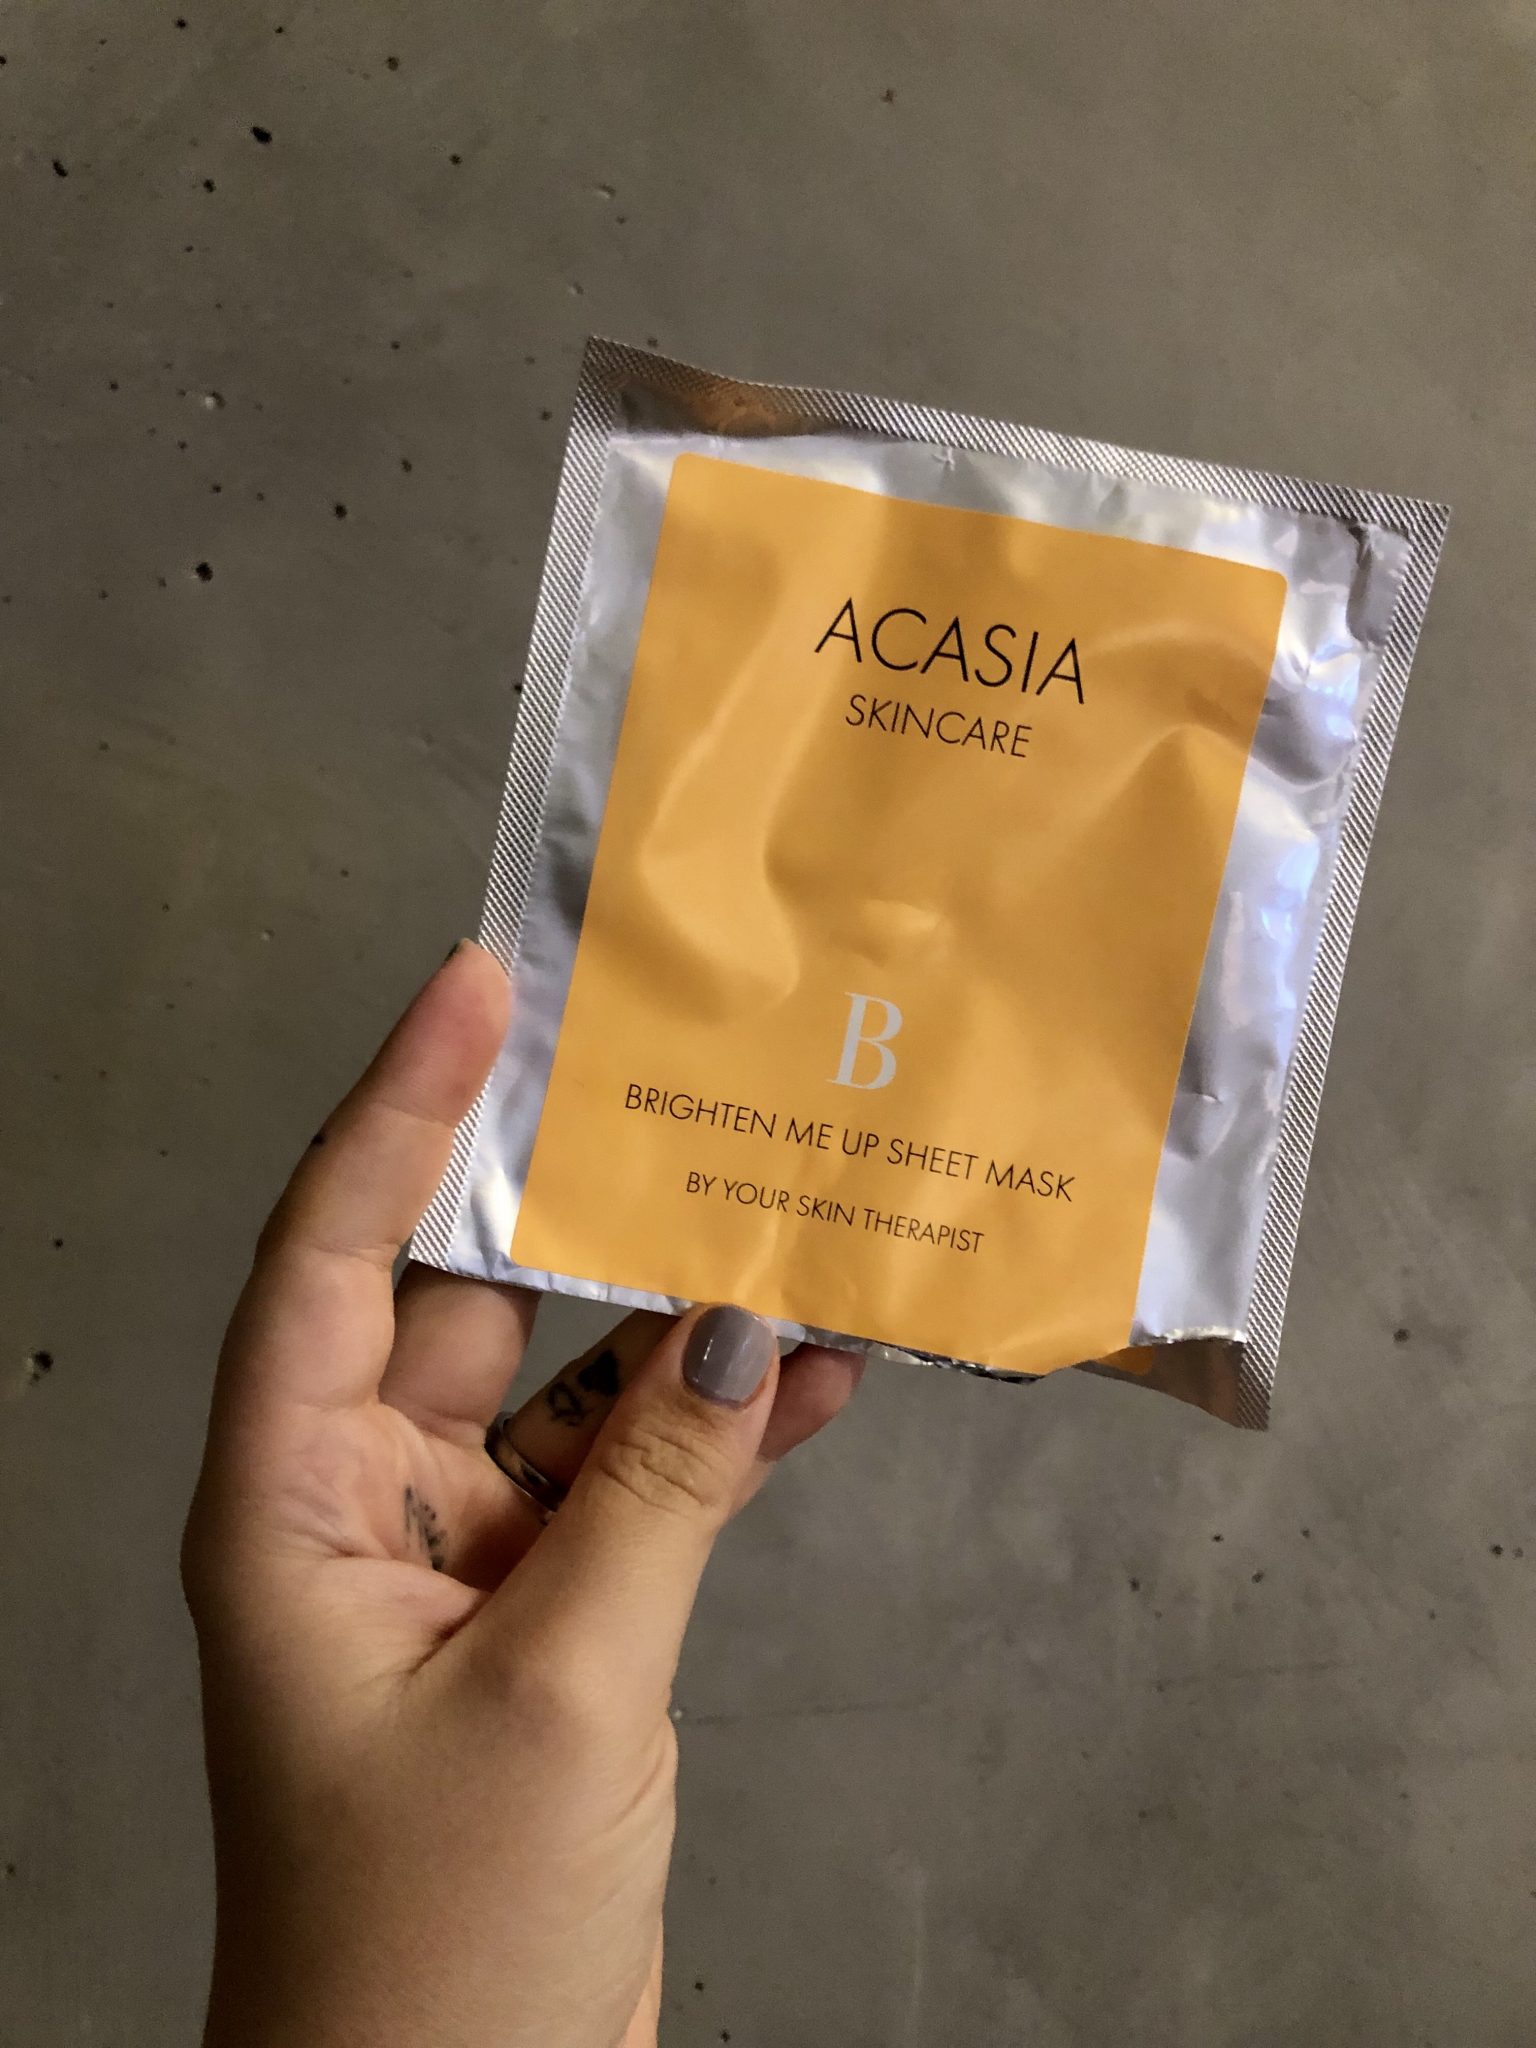 ACASIA
SKINCARE
B
BRIGHTEN ME UP SHEET MASK
BY YOUR SKIN THERAPIST